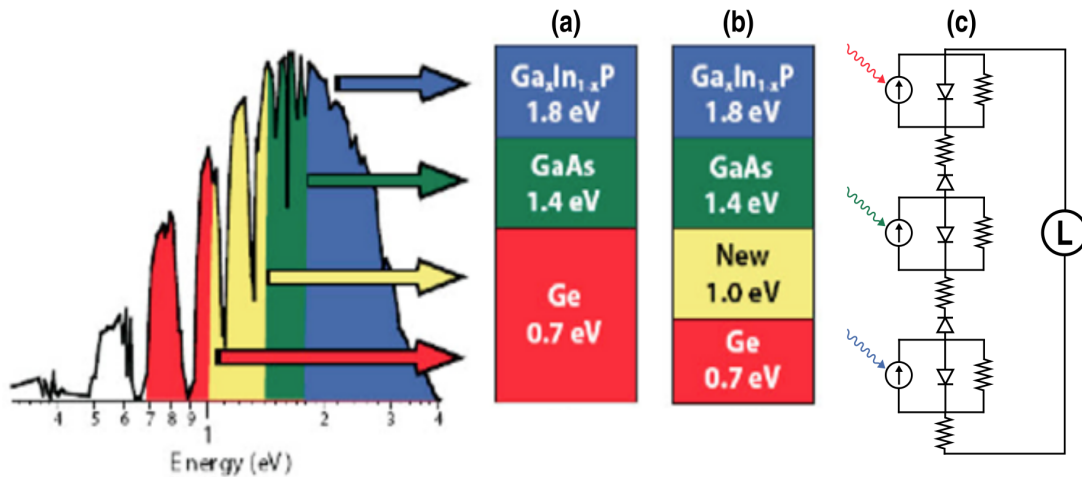 (a)
(b)
(c)
GaxIn1-xP
1.8 eV
GaAs
1.4 eV
Ge
0.7 eV
GaxIn1-xP
1.8 eV
GaAs
1.4 eV
New
1.0 eV
Ge
0.7 eV
L
4 5 6 7 8 9 1 2 3 4
Energy (eV)